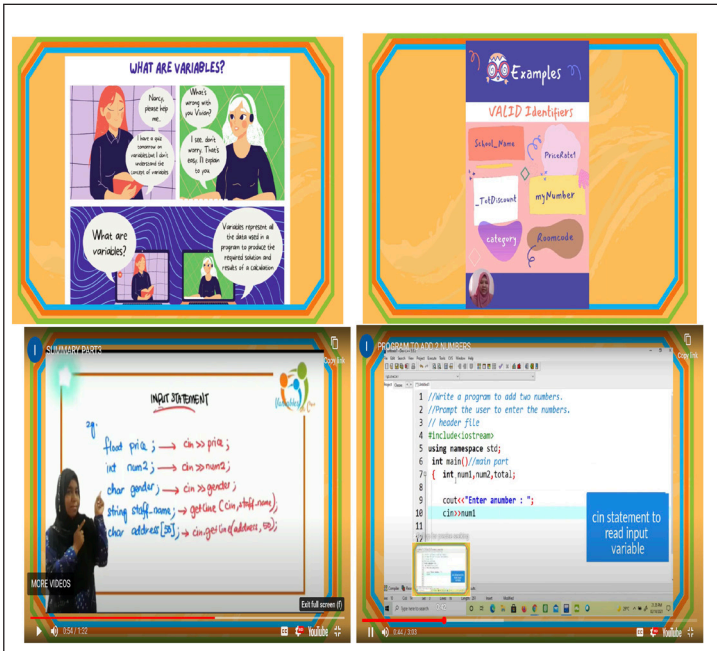 WHAT ARE VARIABLES?
Nancy,
please help
me..
I have a quiz
tomorrow on
variables,but I don't
understand the
concept of variables
What's
wrong with
you Vivian?
I see, don't
worry. That's
easy. I'l explain
to you
What are
variables?
Variables represent all
the data used in a
program to produce the
required solution and
results of a calculation
Examples
VALID Identifiers
School_Name
PriceRate1
_TotDiscount
myNumber
category
Roomcode
I
SUMMARY PART3
Copy link
INPUT STATEMENT
eg.
float price ; → cin >> price ;
int num2 ; → cin >> num2 ;
char gender ; → cin >> gender ;
string staff_name ; → getline (cin, staff_name) ;
char address [50] ; → cin.getline(address, 50) ;
MORE VIDEOS
Exit full screen (f)
0:54 / 1:22
YouTube
I
PROGRAM TO ADD 2 NUMBERS
Copy link
1 //Write a program to add two numbers.
2 //Prompt the user to enter the numbers.
3 // header file
4 #include<iostream>
5 using namespace std;
6 int main()//main part
7 { int num1,num2,total;
8
9 cout<<"Enter anumber : ";
10 cin>>num1
11
12
cin statement to
read input
variable
0:44 / 3:03
YouTube